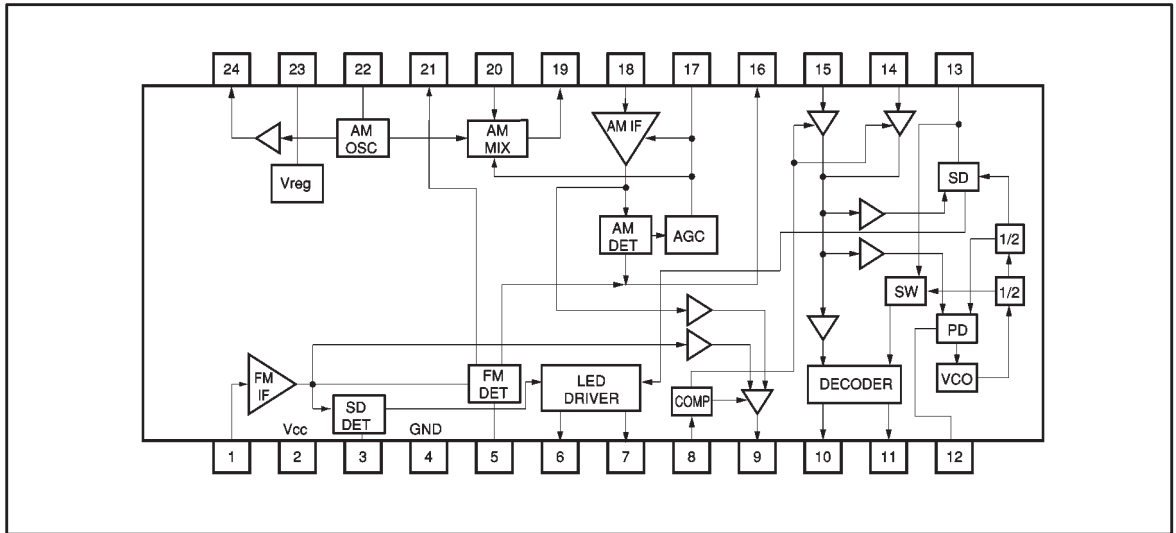 24 23 22 21 20 19 18 17 16 15 14 13
AM
OSC
AM
MIX
AM IF
Vreg
SD
AM
DET
AGC
1/2
SW
1/2
PD
FM
IF
FM
DET
LED
DRIVER
DECODER
VCO
SD
DET
COMP
Vcc
GND
1 2 3 4 5 6 7 8 9 10 11 12